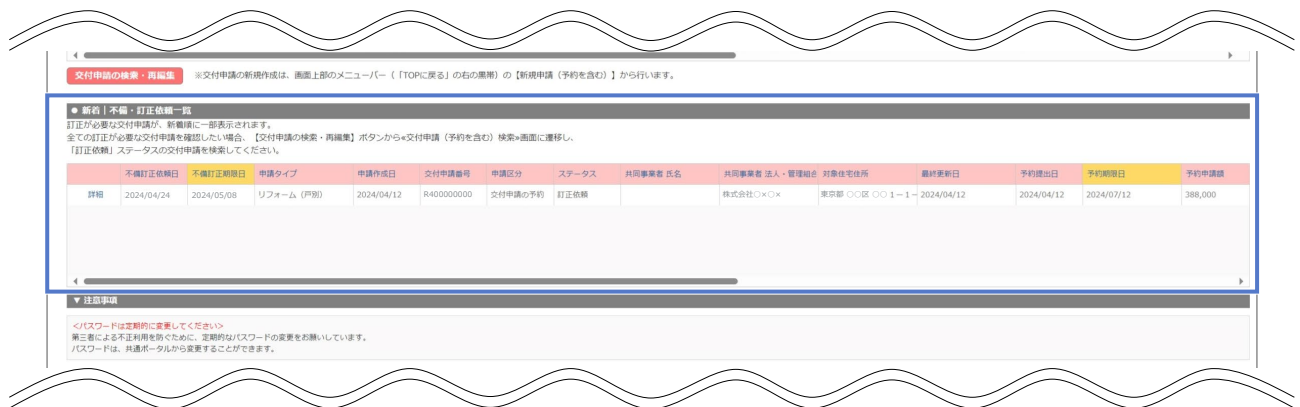 交付申請の検索・再編集 ※交付申請の新規作成は、画面上部のメニューバー（「TOPに戻る」の右の黒帯）の【新規申請（予約を含む）】から行います。
● 新着｜不備・訂正依頼一覧
訂正が必要な交付申請が、新着順に一部表示されます。
全ての訂正が必要な交付申請を確認したい場合、【交付申請の検索・再編集】ボタンから«交付申請（予約を含む）検索»画面に遷移し、
「訂正依頼」ステータスの交付申請を検索してください。
不備訂正依頼日 不備訂正期限日 申請タイプ 申請作成日 交付申請番号 申請区分 ステータス 共同事業者 氏名 共同事業者 法人・管理組合 対象住宅住所 最終更新日 予約提出日 予約期限日 予約申請額
詳細 2024/04/24 2024/05/08 リフォーム（戸別） 2024/04/12 R400000000 交付申請の予約 訂正依頼 株式会社○×○× 東京都 ○○区 ○○ 1－1－ 2024/04/12 2024/04/12 2024/07/12 388,000
▼ 注意事項
＜パスワードは定期的に変更してください＞
第三者による不正利用を防ぐために、定期的なパスワードの変更をお願いしています。
パスワードは、共通ポータルから変更することができます。